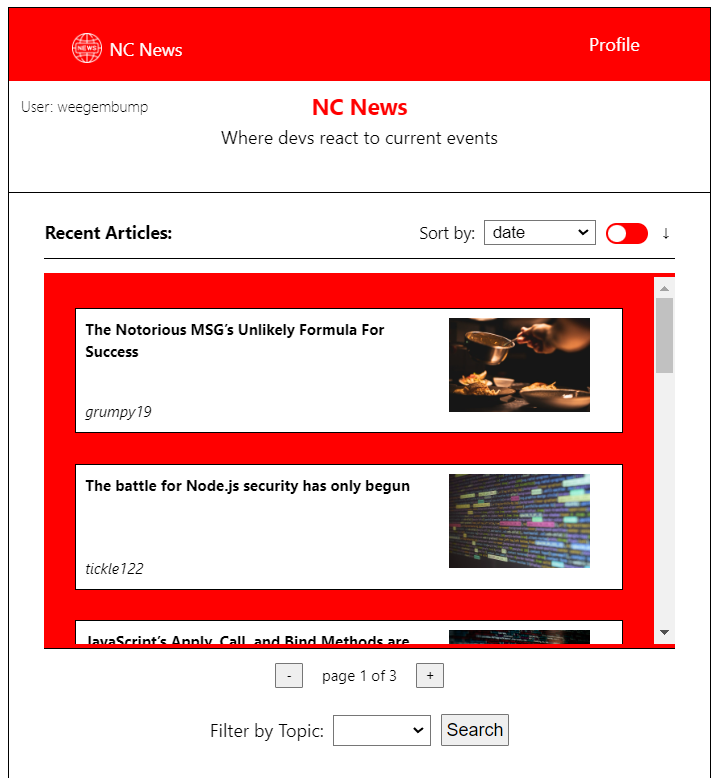 NEWS NC News
Profile
User: weegembump
NC News
Where devs react to current events
Recent Articles:
Sort by: date ↓
The Notorious MSG's Unlikely Formula For
Success
grumpy19
The battle for Node.js security has only begun
tickle122
JavaScript's Apply, Call, and Bind Methods are
- page 1 of 3 +
Filter by Topic: Search